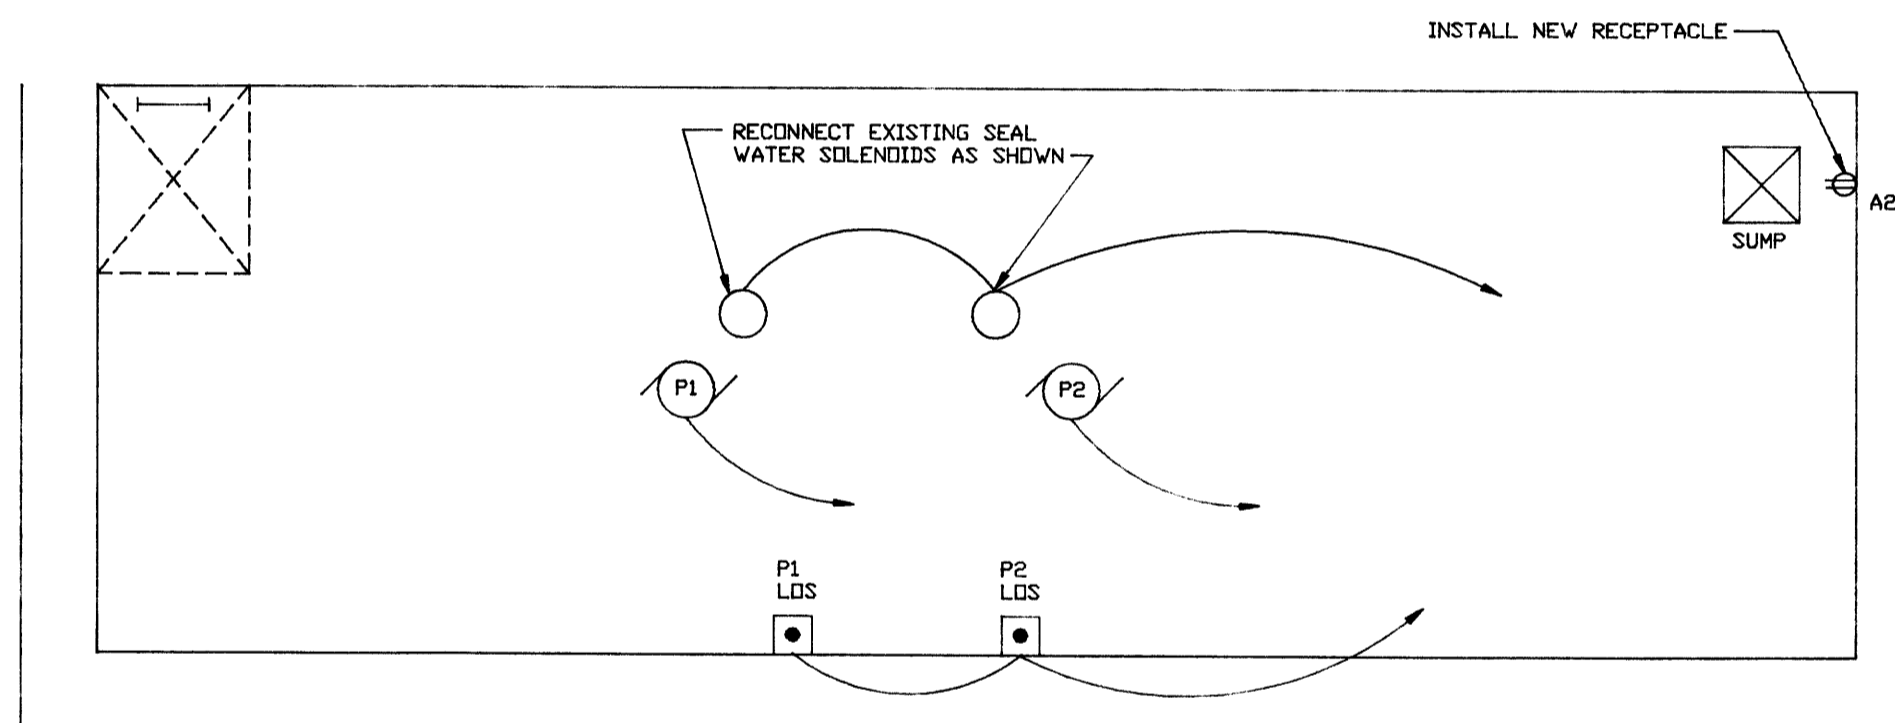 INSTALL NEW RECEPTACLE
RECONNECT EXISTING SEAL
WATER SOLENOIDS AS SHOWN
A2
SUMP
P1
P2
P1
LOS
P2
LOS